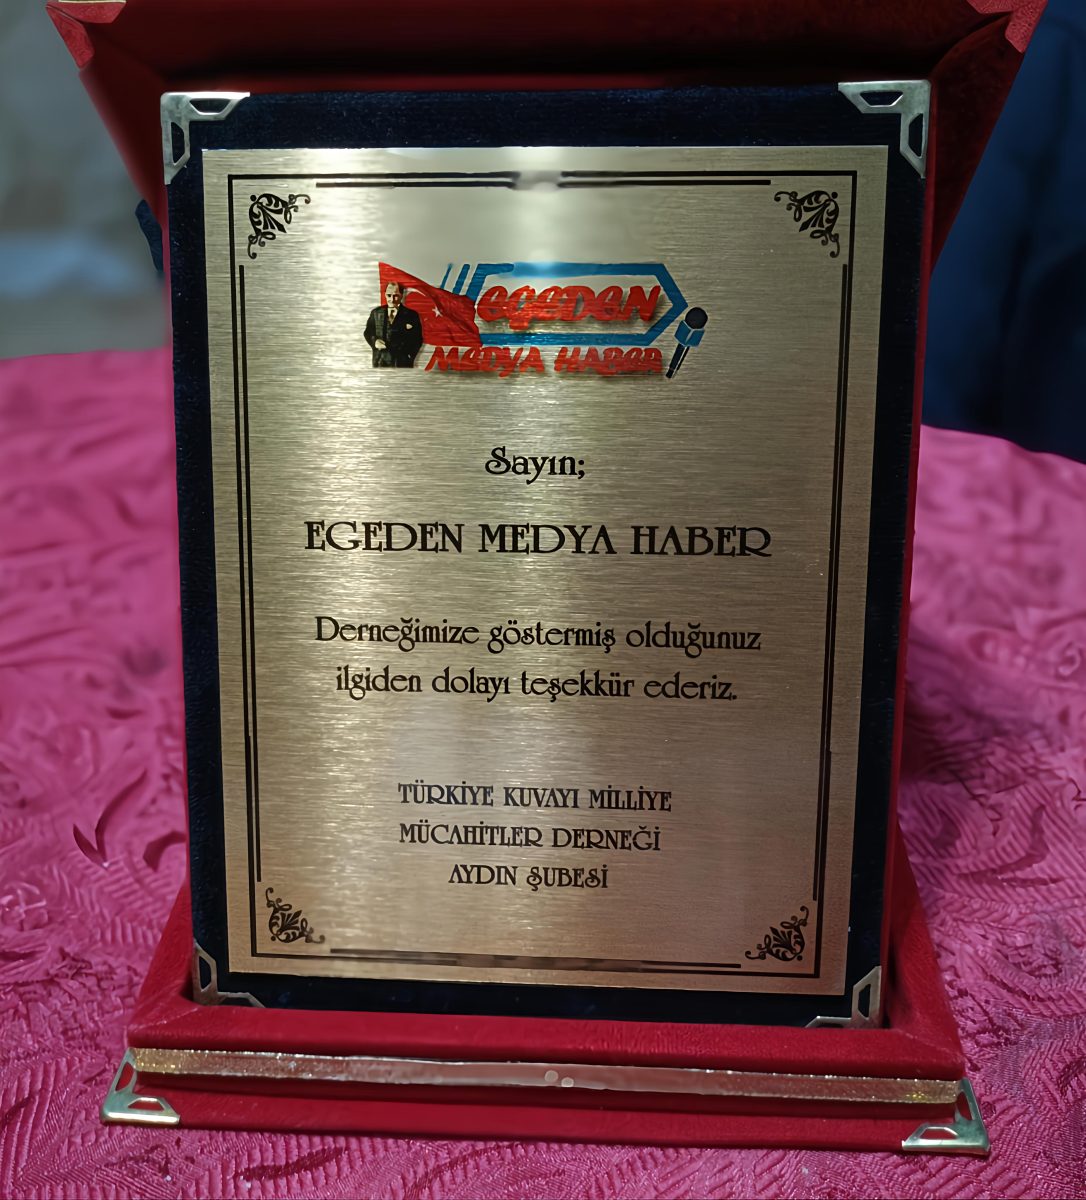 EGEDEN
MEDYA HABER
Sayın;
EGEDEN MEDYA HABER
Derneğimize göstermiş olduğunuz
ilgiden dolayı teşekkür ederiz.
TÜRKİYE KUVAYI MİLLİYE
MÜCAHİTLER DERNEĞİ
AYDIN ŞUBESİ